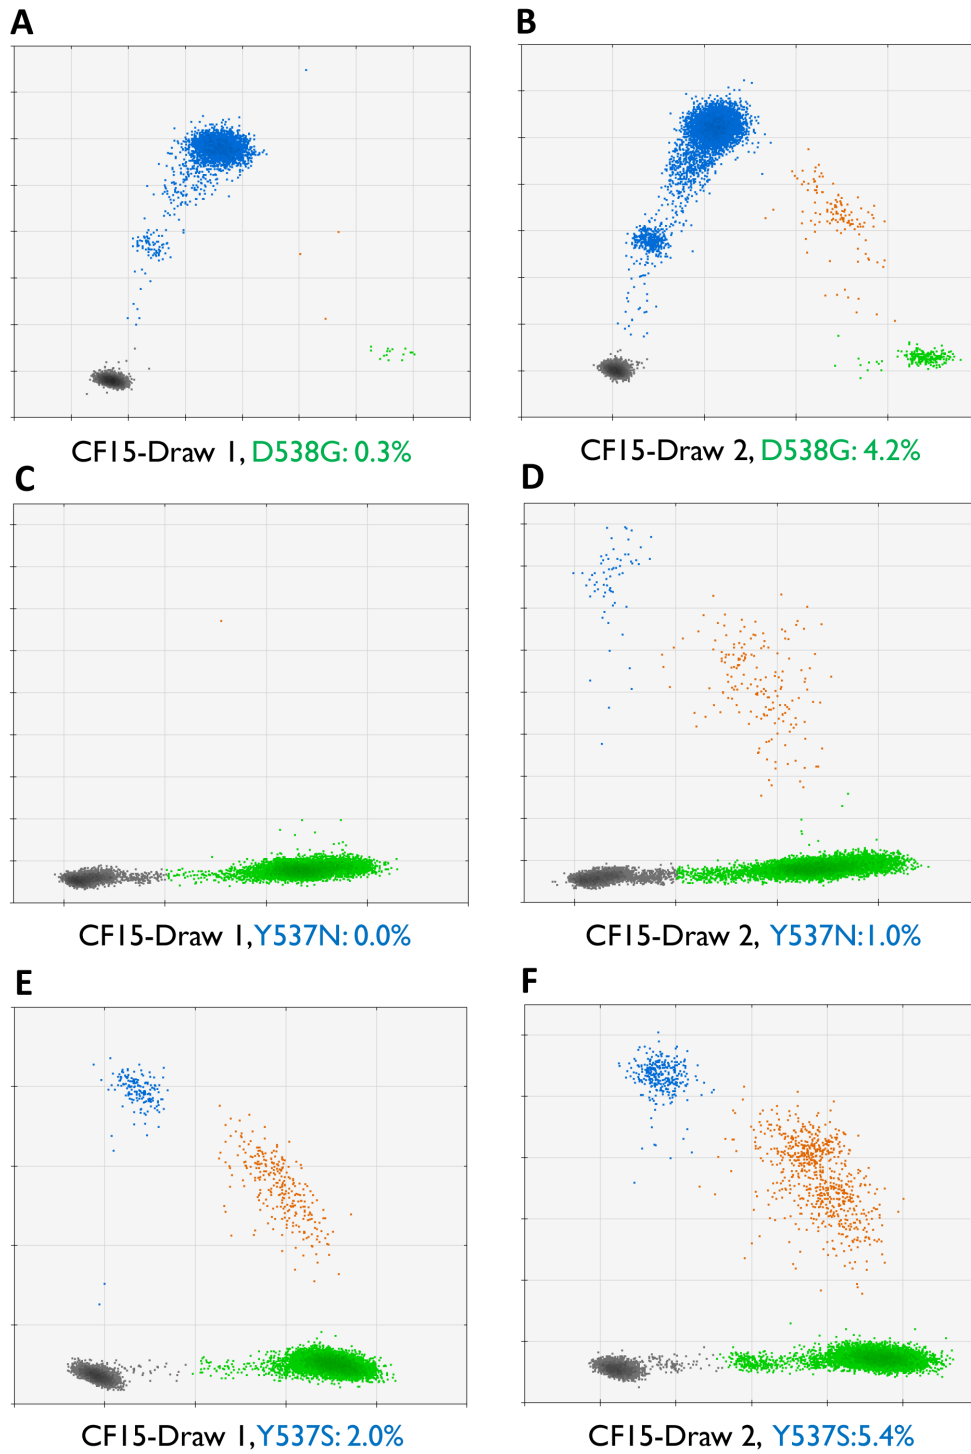 A
B
CF15-Draw 1, D538G: 0.3%
CF15-Draw 2, D538G: 4.2%
C
D
CF15-Draw 1,Y537N: 0.0%
CF15-Draw 2, Y537N:1.0%
E
F
CF15-Draw 1,Y537S: 2.0%
CF15-Draw 2, Y537S:5.4%